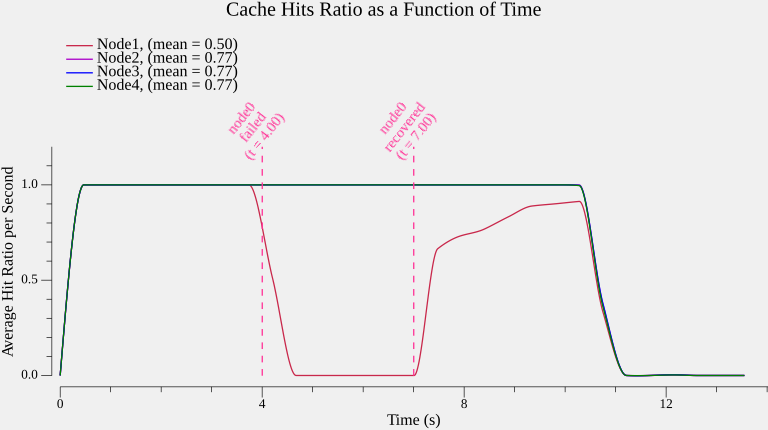 Cache Hits Ratio as a Function of Time
Node1, (mean = 0.50)
Node2, (mean = 0.77)
Node3, (mean = 0.77)
Node4, (mean = 0.77)
node0
failed
(t = 4.00)
node0
recovered
(t = 7.00)
Average Hit Ratio per Second
1.0
0.5
0.0
0 4 8 12
Time (s)